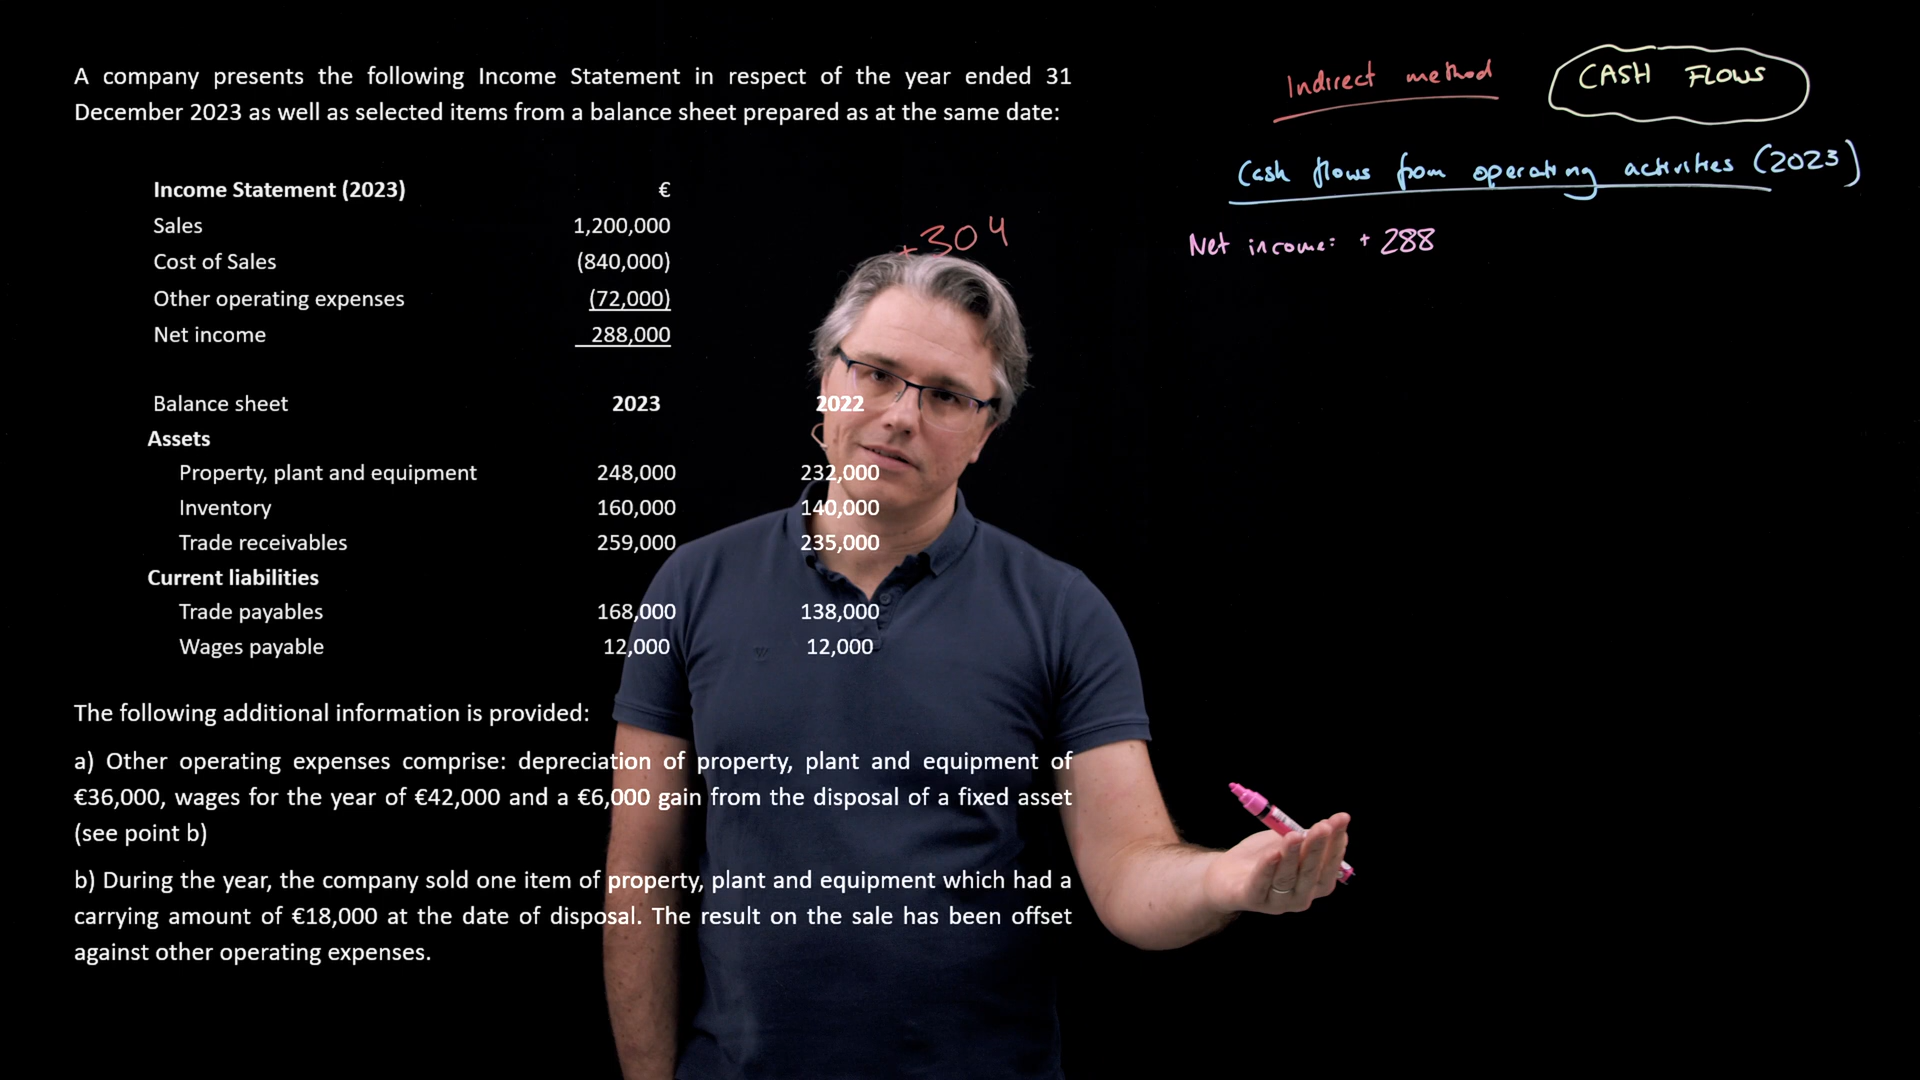 A company presents the following Income Statement in respect of the year ended 31
December 2023 as well as selected items from a balance sheet prepared as at the same date:
Income Statement (2023) €
Sales 1,200,000
Cost of Sales (840,000)
Other operating expenses (72,000)
Net income 288,000
Balance sheet 2023 2022
Assets
Property, plant and equipment 248,000 232,000
Inventory 160,000 140,000
Trade receivables 259,000 235,000
Current liabilities
Trade payables 168,000 138,000
Wages payable 12,000 12,000
The following additional information is provided:
a) Other operating expenses comprise: depreciation of property, plant and equipment of
€36,000, wages for the year of €42,000 and a €6,000 gain from the disposal of a fixed asset
(see point b)
b) During the year, the company sold one item of property, plant and equipment which had a
carrying amount of €18,000 at the date of disposal. The result on the sale has been offset
against other operating expenses.
+304
Indirect method
CASH FLOWS
Cash flows from operating activities (2023)
Net income: + 288